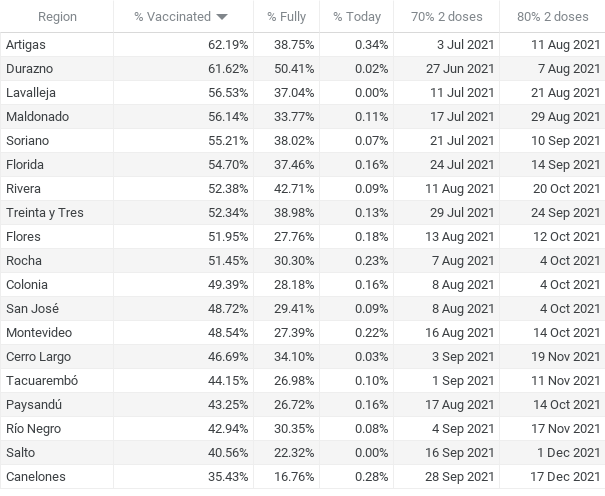 Region % Vaccinated % Fully % Today 70% 2 doses 80% 2 doses
Artigas 62.19% 38.75% 0.34% 3 Jul 2021 11 Aug 2021
Durazno 61.62% 50.41% 0.02% 27 Jun 2021 7 Aug 2021
Lavalleja 56.53% 37.04% 0.00% 11 Jul 2021 21 Aug 2021
Maldonado 56.14% 33.77% 0.11% 17 Jul 2021 29 Aug 2021
Soriano 55.21% 38.02% 0.07% 21 Jul 2021 10 Sep 2021
Florida 54.70% 37.46% 0.16% 24 Jul 2021 14 Sep 2021
Rivera 52.38% 42.71% 0.09% 11 Aug 2021 20 Oct 2021
Treinta y Tres 52.34% 38.98% 0.13% 29 Jul 2021 24 Sep 2021
Flores 51.95% 27.76% 0.18% 13 Aug 2021 12 Oct 2021
Rocha 51.45% 30.30% 0.23% 7 Aug 2021 4 Oct 2021
Colonia 49.39% 28.18% 0.16% 8 Aug 2021 4 Oct 2021
San José 48.72% 29.41% 0.09% 8 Aug 2021 4 Oct 2021
Montevideo 48.54% 27.39% 0.22% 16 Aug 2021 14 Oct 2021
Cerro Largo 46.69% 34.10% 0.03% 3 Sep 2021 19 Nov 2021
Tacuarembó 44.15% 26.98% 0.10% 1 Sep 2021 11 Nov 2021
Paysandú 43.25% 26.72% 0.16% 17 Aug 2021 14 Oct 2021
Río Negro 42.94% 30.35% 0.08% 4 Sep 2021 17 Nov 2021
Salto 40.56% 22.32% 0.00% 16 Sep 2021 1 Dec 2021
Canelones 35.43% 16.76% 0.28% 28 Sep 2021 17 Dec 2021